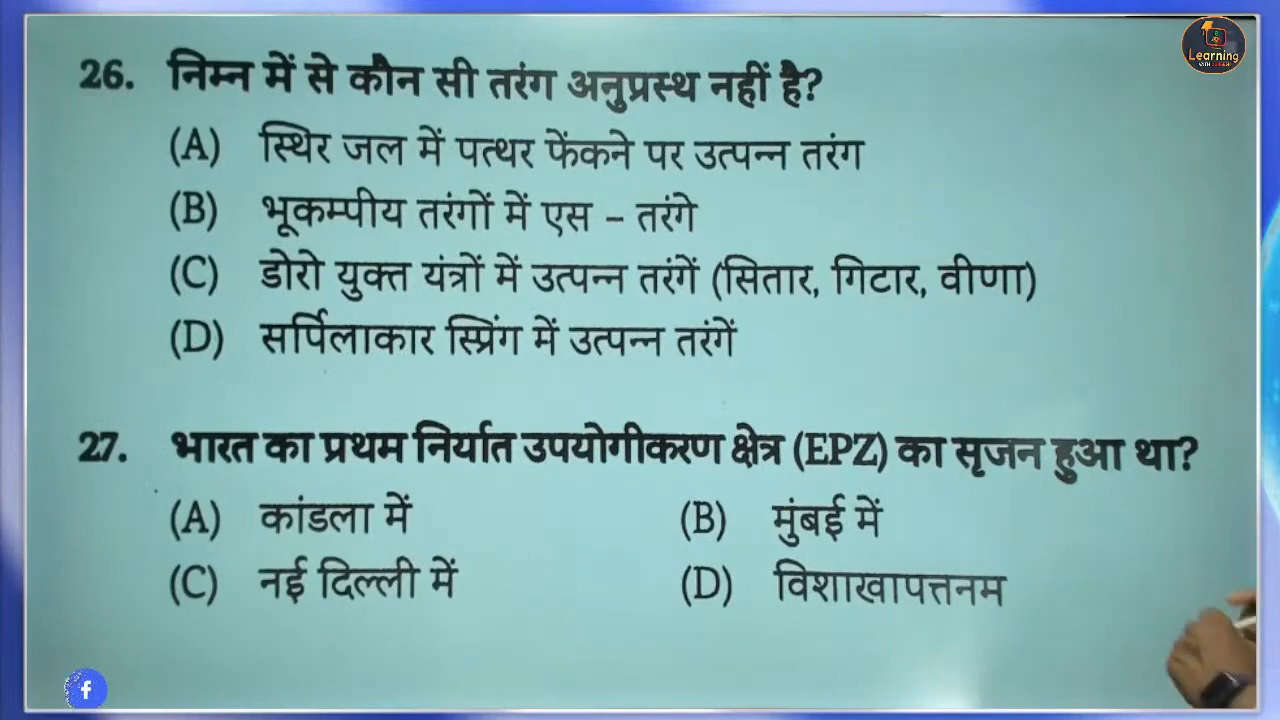 Learning
26. निम्न में से कौन सी तरंग अनुप्रस्थ नहीं है?
(A) स्थिर जल में पत्थर फेंकने पर उत्पन्न तरंग
(B) भूकम्पीय तरंगों में एस – तरंगे
(C) डोरो युक्त यंत्रों में उत्पन्न तरंगें (सितार, गिटार, वीणा)
(D) सर्पिलाकार स्प्रिंग में उत्पन्न तरंगें
27. भारत का प्रथम निर्यात उपयोगीकरण क्षेत्र (EPZ) का सृजन हुआ था?
(A) कांडला में (B) मुंबई में
(C) नई दिल्ली में (D) विशाखापत्तनम
f